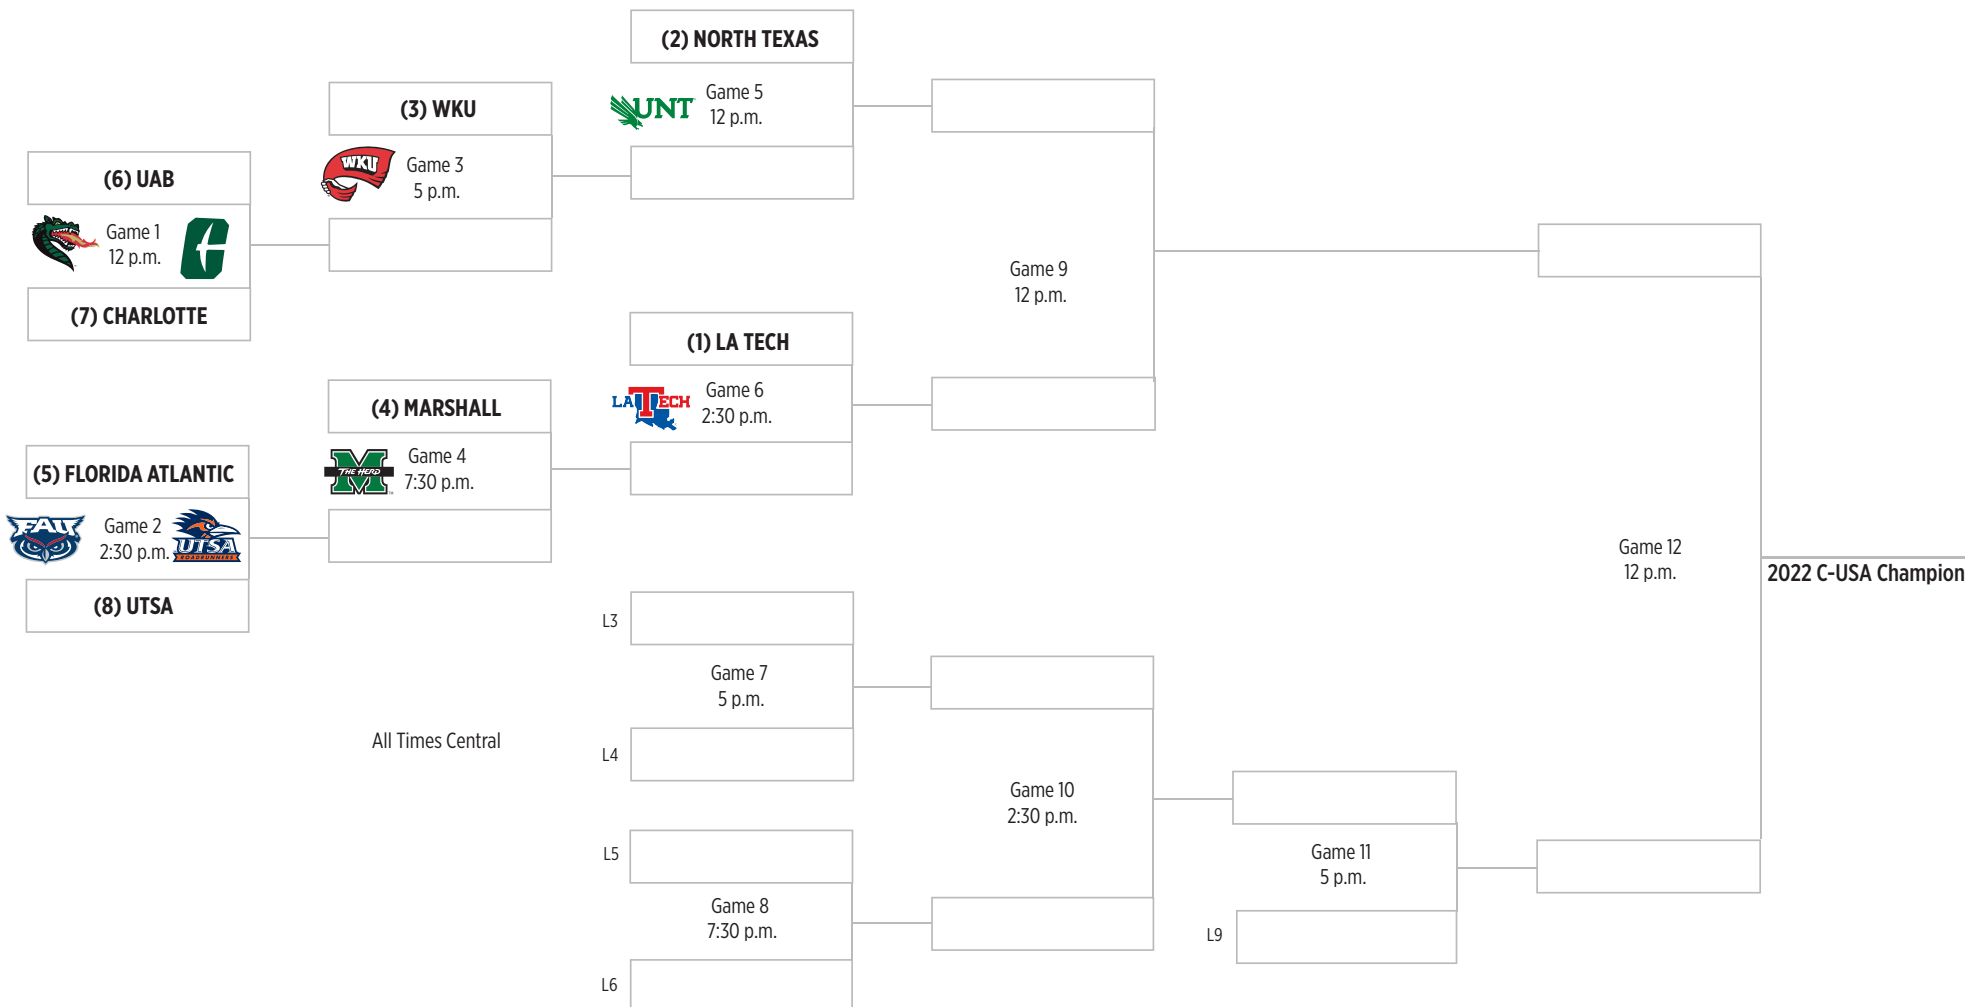 (2) NORTH TEXAS
UNT
Game 5
12 p.m.
(3) WKU
WKU
Game 3
5 p.m.
(6) UAB
Game 1
12 p.m.
(7) CHARLOTTE
Game 9
12 p.m.
(1) LA TECH
LA TECH
Game 6
2:30 p.m.
(4) MARSHALL
THE HERD
Game 4
7:30 p.m.
(5) FLORIDA ATLANTIC
FAU
Game 2
2:30 p.m.
UTSA
ROADRUNNERS
(8) UTSA
Game 12
12 p.m.
2022 C-USA Champion
L3
Game 7
5 p.m.
L4
All Times Central
Game 10
2:30 p.m.
L5
Game 8
7:30 p.m.
L6
Game 11
5 p.m.
L9